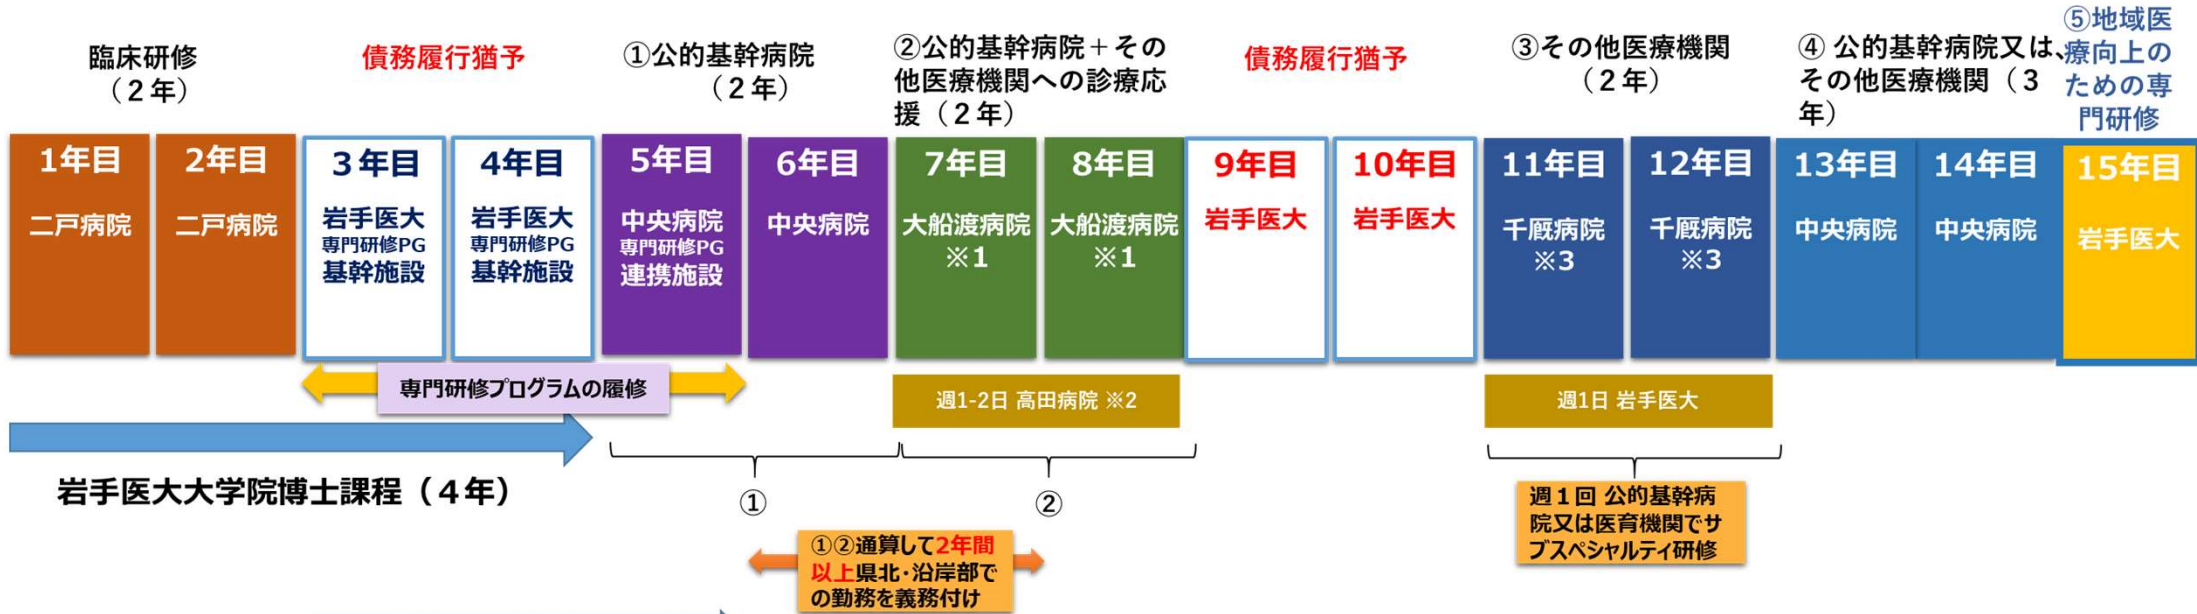 臨床研修
（２年）
債務履行猶予
①公的基幹病院
（２年）
②公的基幹病院＋その
他医療機関への診療応
援（２年）
債務履行猶予
③その他医療機関
（２年）
④ 公的基幹病院又は、
その他医療機関（３
年）
⑤地域医
療向上の
ための専
門研修
1年目
二戸病院
2年目
二戸病院
３年目
岩手医大
専門研修PG
基幹施設
4年目
岩手医大
専門研修PG
基幹施設
5年目
中央病院
専門研修PG
連携施設
6年目
中央病院
7年目
大船渡病院
※1
8年目
大船渡病院
※1
9年目
岩手医大
10年目
岩手医大
11年目
千厩病院
※3
12年目
千厩病院
※3
13年目
中央病院
14年目
中央病院
15年目
岩手医大
専門研修プログラムの履修
週1-2日 高田病院 ※2
週1日 岩手医大
岩手医大大学院博士課程（４年）
①
②
①②通算して2年間
以上県北・沿岸部で
の勤務を義務付け
週１回 公的基幹病
院又は医育機関でサ
ブスペシャルティ研修